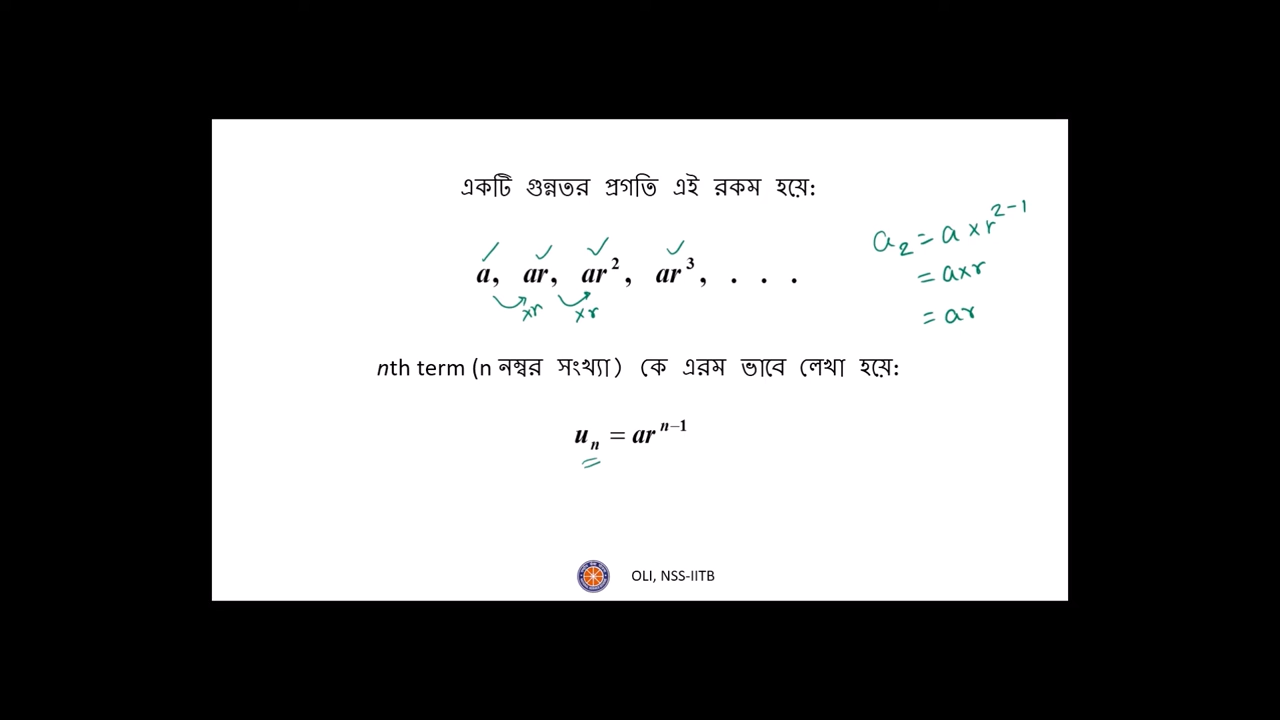 একটি গুন্নতর প্রগতি এই রকম হয়ে:
a, ar, ar², ar³, . . .
×r ×r
a₂ = a × r²⁻¹
= a×r
= ar
nth term (n নম্বর সংখ্যা) কে এরম ভাবে লেখা হয়ে:
uₙ = arⁿ⁻¹
OLI, NSS-IITB